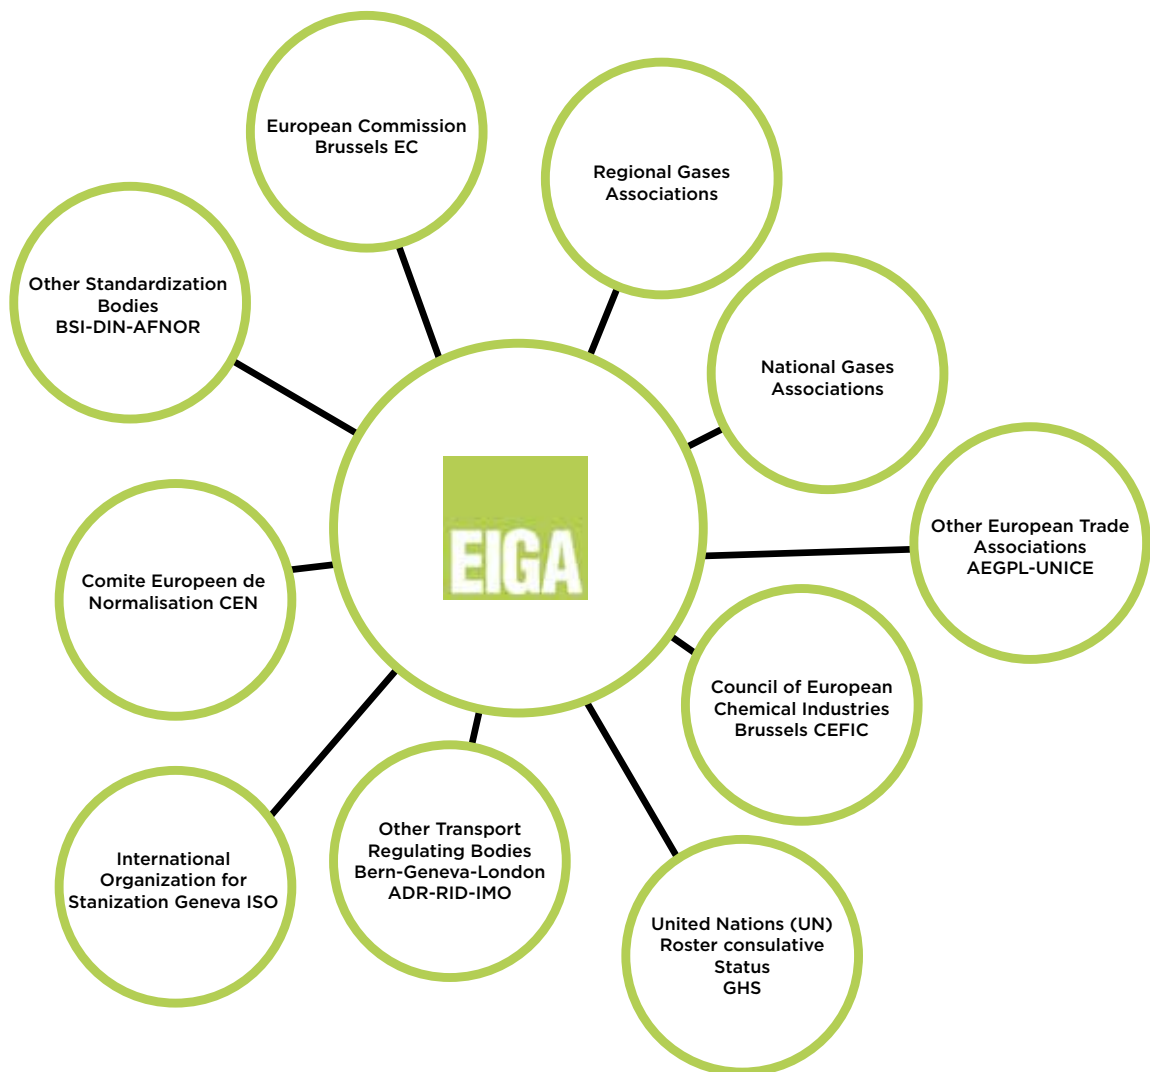 European Commission
Brussels EC
Regional Gases
Associations
Other Standardization
Bodies
BSI-DIN-AFNOR
National Gases
Associations
EIGA
Other European Trade
Associations
AEGPL-UNICE
Comite Europeen de
Normalisation CEN
Council of European
Chemical Industries
Brussels CEFIC
International
Organization for
Stanization Geneva ISO
Other Transport
Regulating Bodies
Bern-Geneva-London
ADR-RID-IMO
United Nations (UN)
Roster consulative
Status
GHS